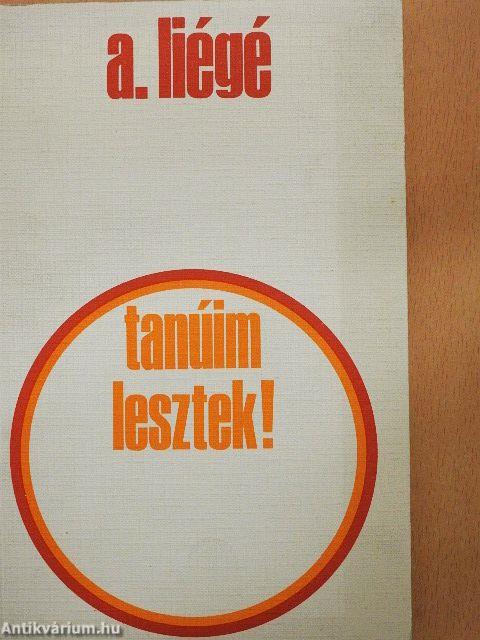 a. liégé
tanúim
lesztek!
Antikvárium.hu